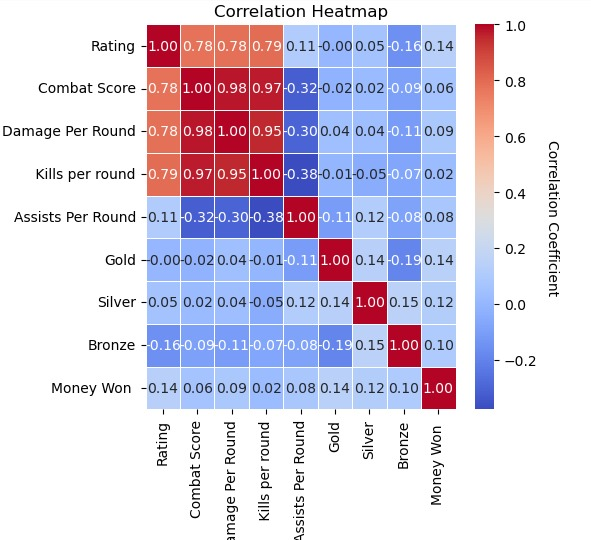 Correlation Heatmap
Rating 1.00 0.78 0.78 0.79 0.11 -0.00 0.05 -0.16 0.14
Combat Score 0.78 1.00 0.98 0.97 -0.32 -0.02 0.02 -0.09 0.06
Damage Per Round 0.78 0.98 1.00 0.95 -0.30 0.04 0.04 -0.11 0.09
Kills per round 0.79 0.97 0.95 1.00 -0.38 -0.01 -0.05 -0.07 0.02
Assists Per Round 0.11 -0.32 -0.30 -0.38 1.00 -0.11 0.12 -0.08 0.08
Gold -0.00 -0.02 0.04 -0.01 -0.11 1.00 0.14 -0.19 0.14
Silver 0.05 0.02 0.04 -0.05 0.12 0.14 1.00 0.15 0.12
Bronze -0.16 -0.09 -0.11 -0.07 -0.08 -0.19 0.15 1.00 0.10
Money Won 0.14 0.06 0.09 0.02 0.08 0.14 0.12 0.10 1.00
Rating
Combat Score
amage Per Round
Kills per round
Assists Per Round
Gold
Silver
Bronze
Money Won
1.0
0.8
0.6
0.4
0.2
0.0
−0.2
Correlation Coefficient